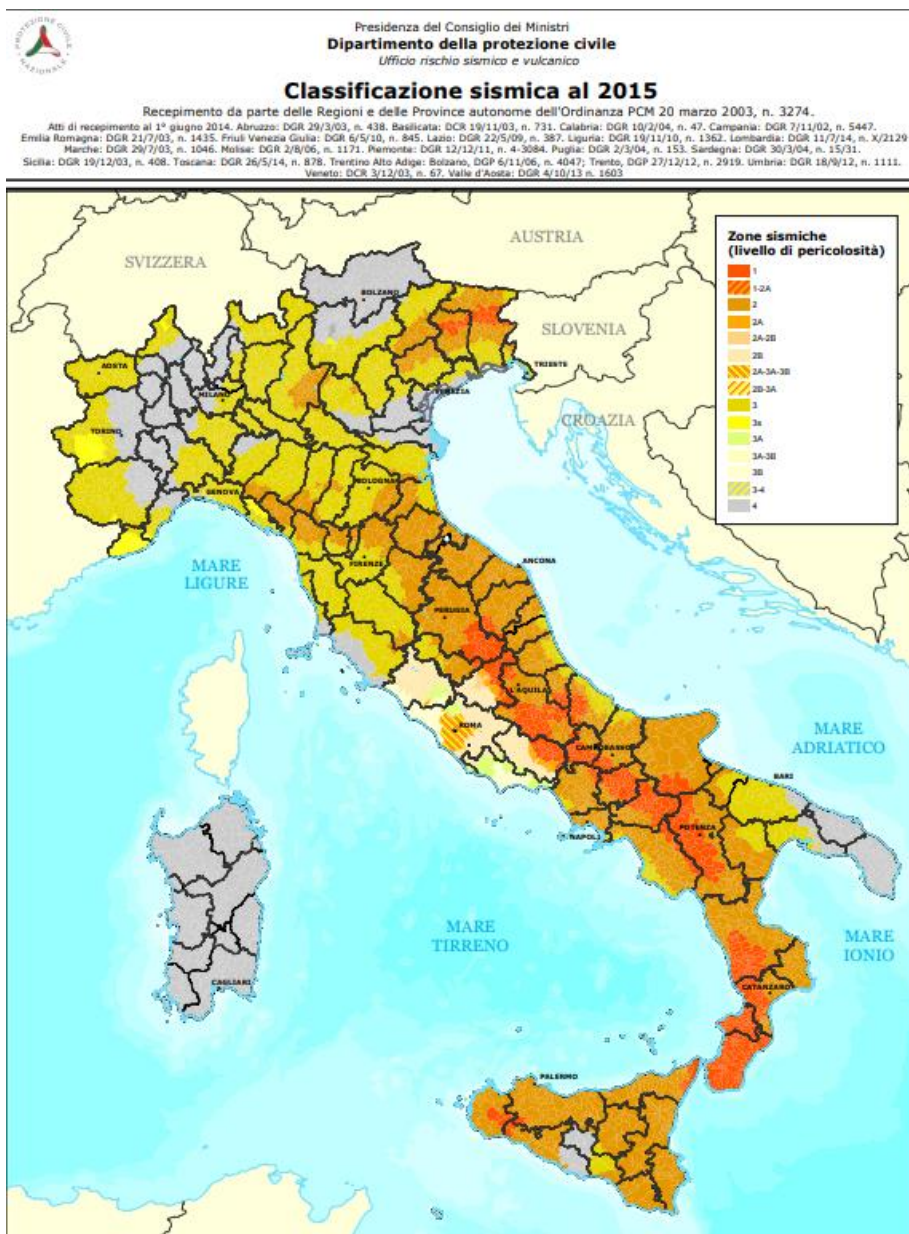 PROTEZIONE CIVILE
NAZIONALE
Presidenza del Consiglio dei Ministri
Dipartimento della protezione civile
Ufficio rischio sismico e vulcanico
Classificazione sismica al 2015
Recepimento da parte delle Regioni e delle Province autonome dell'Ordinanza PCM 20 marzo 2003, n. 3274.
Atti di recepimento al 1° giugno 2014. Abruzzo: DGR 29/3/03, n. 438. Basilicata: DCR 19/11/03, n. 731. Calabria: DGR 10/2/04, n. 47. Campania: DGR 7/11/02, n. 5447.
Emilia Romagna: DGR 21/7/03, n. 1435. Friuli Venezia Giulia: DGR 6/5/10, n. 845. Lazio: DGR 22/5/09, n. 387. Liguria: DGR 19/11/10, n. 1362. Lombardia: DGR 11/7/14, n. X/2129
Marche: DGR 29/7/03, n. 1046. Molise: DGR 2/8/06, n. 1171. Piemonte: DGR 12/12/11, n. 4-3084. Puglia: DGR 2/3/04, n. 153. Sardegna: DGR 30/3/04, n. 15/31.
Sicilia: DGR 19/12/03, n. 408. Toscana: DGR 26/5/14, n. 878. Trentino Alto Adige: Bolzano, DGP 6/11/06, n. 4047; Trento, DGP 27/12/12, n. 2919. Umbria: DGR 18/9/12, n. 1111.
Veneto: DCR 3/12/03, n. 67. Valle d'Aosta: DGR 4/10/13 n. 1603
Zone sismiche
(livello di pericolosità)
1
1-2A
2
2A
2A-2B
2B
2A-3A-3B
2B-3A
3
3s
3A
3A-3B
3B
3-4
4
AUSTRIA
SVIZZERA
BOLZANO
SLOVENIA
AOSTA
TRIESTE
MILANO
VENEZIA
CROAZIA
TORINO
BOLOGNA
GENOVA
FIRENZE
ANCONA
MARE
LIGURE
PERUGIA
L'AQUILA
ROMA
MARE
ADRIATICO
CAMPOBASSO
BARI
NAPOLI
POTENZA
MARE
TIRRENO
MARE
IONIO
CAGLIARI
CATANZARO
PALERMO